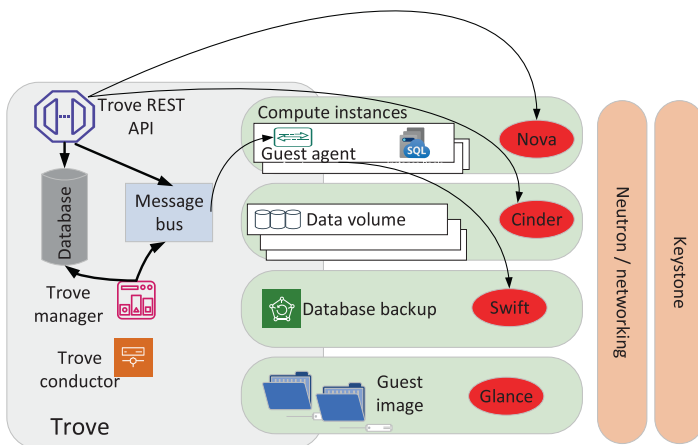 Trove REST
API
Compute instances
Guest agent
SQL
Nova
Database
Message
bus
Data volume
Cinder
Trove
manager
Database backup
Swift
Trove
conductor
Guest
image
Glance
Trove
Neutron / networking
Keystone